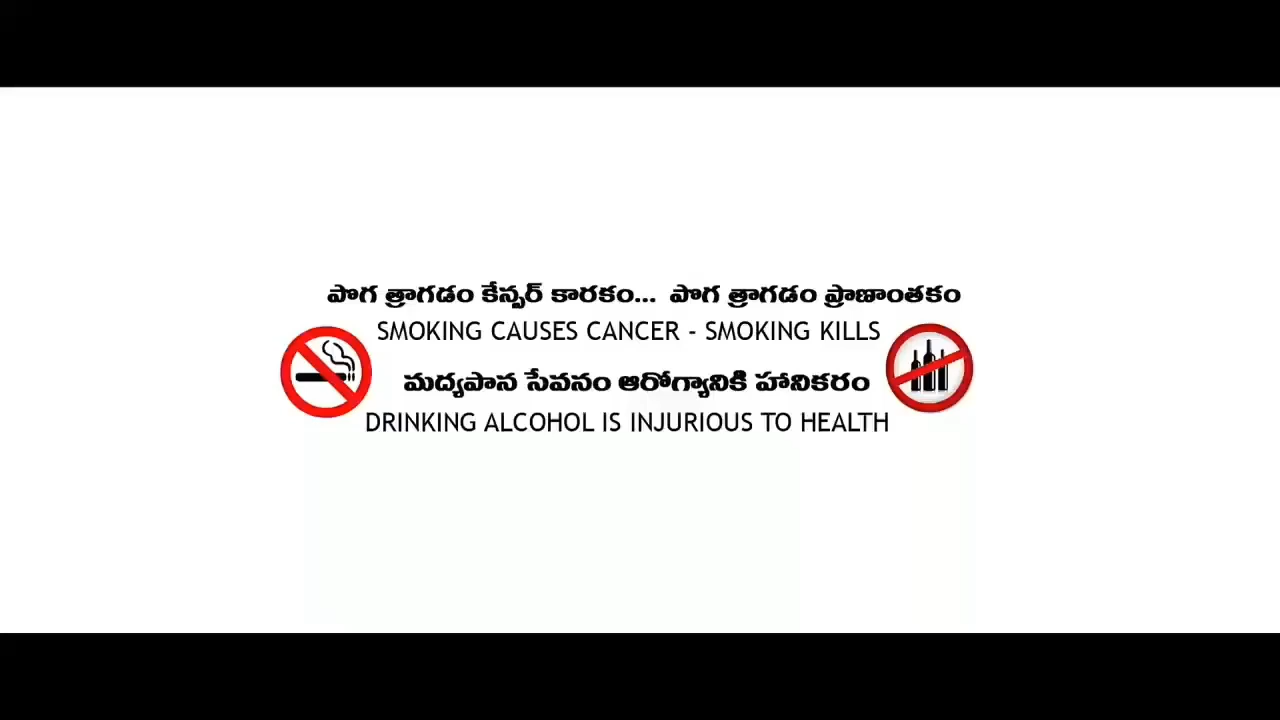 పొగ త్రాగడం కేన్సర్ కారకం... పొగ త్రాగడం ప్రాణాంతకం
SMOKING CAUSES CANCER - SMOKING KILLS
మద్యపాన సేవనం ఆరోగ్యానికి హానికరం
DRINKING ALCOHOL IS INJURIOUS TO HEALTH